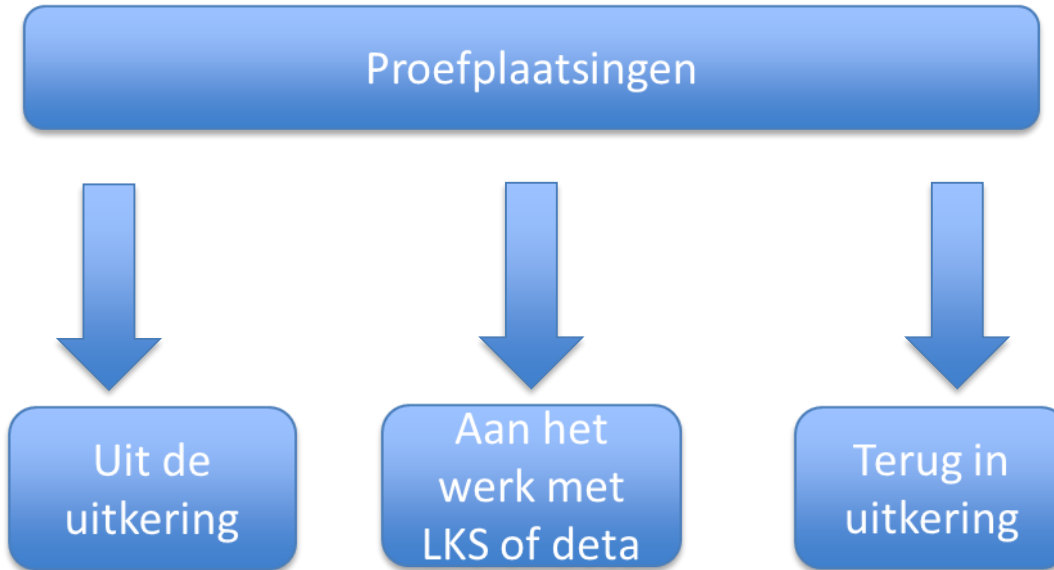 Proefplaatsingen
Uit de
uitkering
Aan het
werk met
LKS of deta
Terug in
uitkering